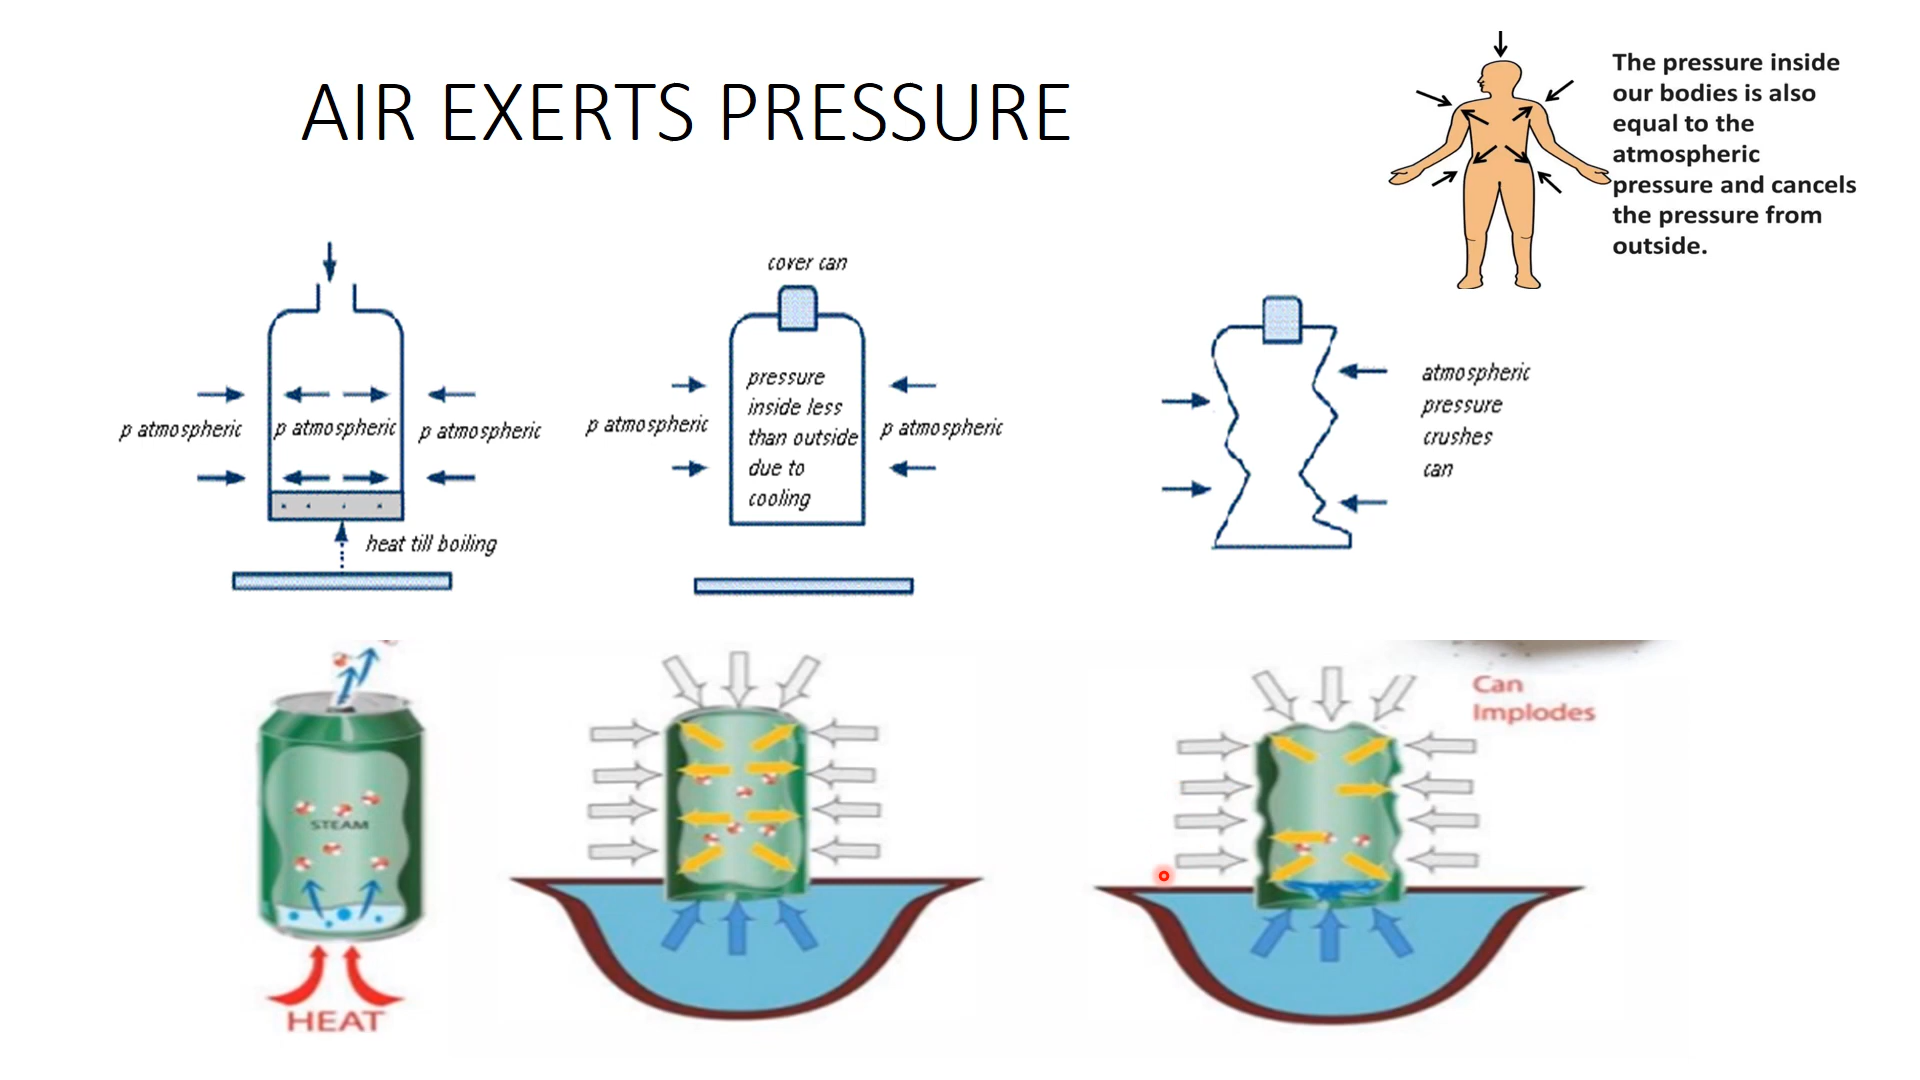 AIR EXERTS PRESSURE
The pressure inside
our bodies is also
equal to the
atmospheric
pressure and cancels
the pressure from
outside.
p atmospheric
p atmospheric
p atmospheric
heat till boiling
cover can
p atmospheric
pressure
inside less
than outside
due to
cooling
p atmospheric
atmospheric
pressure
crushes
can
STEAM
HEAT
Can
Implodes